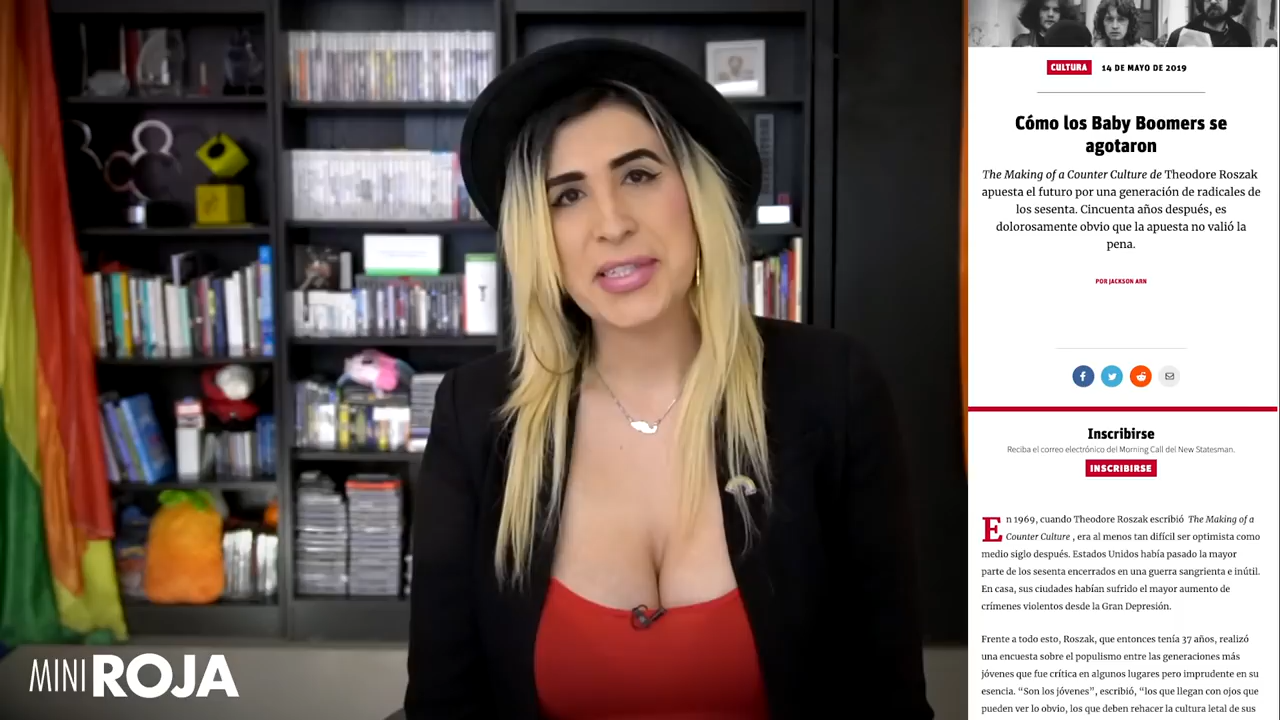 MINI ROJA
CULTURA 14 DE MAYO DE 2019
Cómo los Baby Boomers se
agotaron
The Making of a Counter Culture de Theodore Roszak
apuesta el futuro por una generación de radicales de
los sesenta. Cincuenta años después, es
dolorosamente obvio que la apuesta no valió la
pena.
POR JACKSON ARN
Inscribirse
Reciba el correo electrónico del Morning Call del New Statesman.
INSCRIBIRSE
En 1969, cuando Theodore Roszak escribió The Making of a
Counter Culture , era al menos tan difícil ser optimista como
medio siglo después. Estados Unidos había pasado la mayor
parte de los sesenta encerrados en una guerra sangrienta e inútil.
En casa, sus ciudades habían sufrido el mayor aumento de
crímenes violentos desde la Gran Depresión.
Frente a todo esto, Roszak, que entonces tenía 37 años, realizó
una encuesta sobre el populismo entre las generaciones más
jóvenes que fue crítica en algunos lugares pero imprudente en su
esencia. “Son los jóvenes”, escribió, “los que llegan con ojos que
pueden ver lo obvio, los que deben rehacer la cultura letal de sus